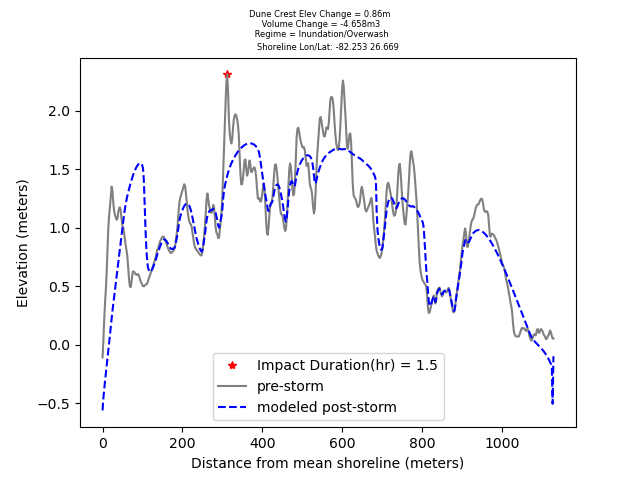 Dune Crest Elev Change = 0.86m
Volume Change = -4.658m3
Regime = Inundation/Overwash
Shoreline Lon/Lat: -82.253 26.669
2.0
1.5
1.0
0.5
0.0
−0.5
Elevation (meters)
Impact Duration(hr) = 1.5
pre-storm
modeled post-storm
0 200 400 600 800 1000
Distance from mean shoreline (meters)